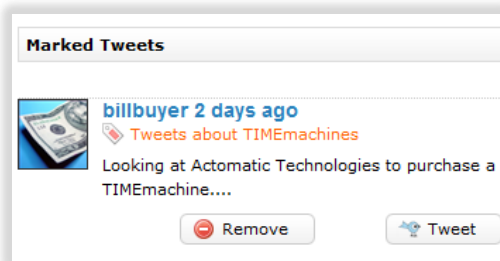 Marked Tweets
billbuyer 2 days ago
Tweets about TIMEmachines
Looking at Actomatic Technologies to purchase a
TIMEmachine....
Remove
Tweet